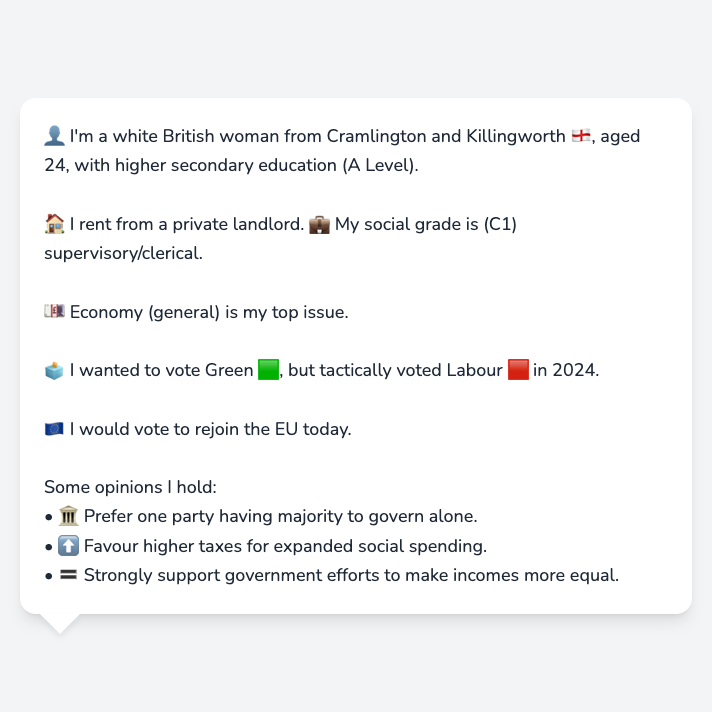 👤 I'm a white British woman from Cramlington and Killingworth 🏴󠁧󠁢󠁥󠁮󠁧󠁿, aged
24, with higher secondary education (A Level).
🏠 I rent from a private landlord. 💼 My social grade is (C1)
supervisory/clerical.
💷 Economy (general) is my top issue.
🗳️ I wanted to vote Green 🟩, but tactically voted Labour 🟥 in 2024.
🇪🇺 I would vote to rejoin the EU today.
Some opinions I hold:
• 🏛️ Prefer one party having majority to govern alone.
• ⬆️ Favour higher taxes for expanded social spending.
• 🟰 Strongly support government efforts to make incomes more equal.